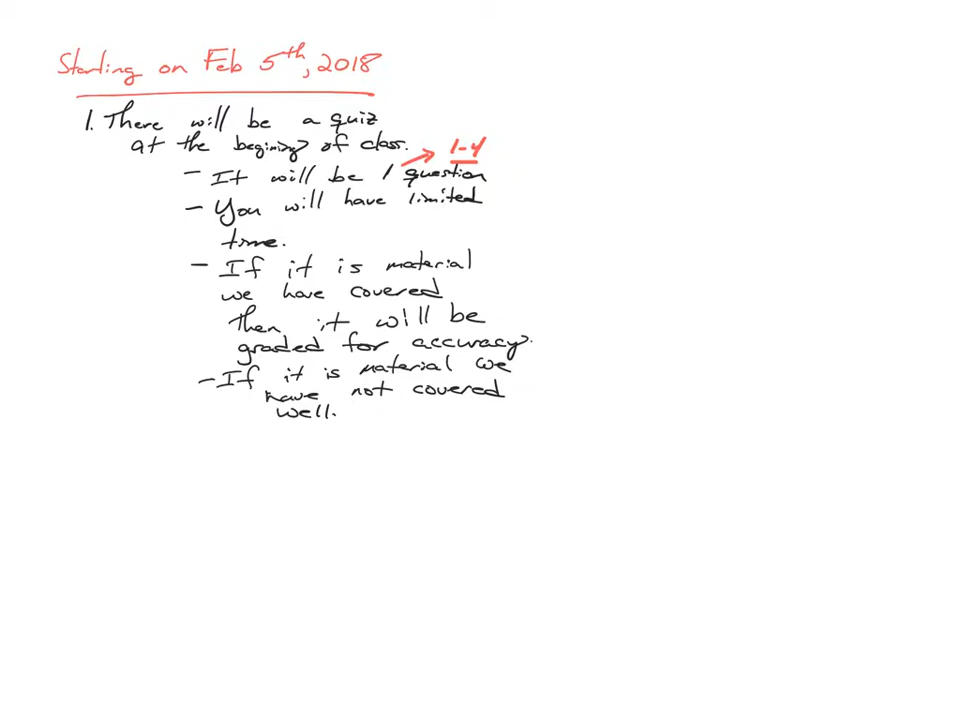 Starting on Feb 5th, 2018
1. There will be a quiz
at the begining of class.
1-4
- It will be 1 question
- You will have limited
time.
- If it is material
we have covered
then it will be
graded for accuracy.
- If it is material we
have not covered
well.